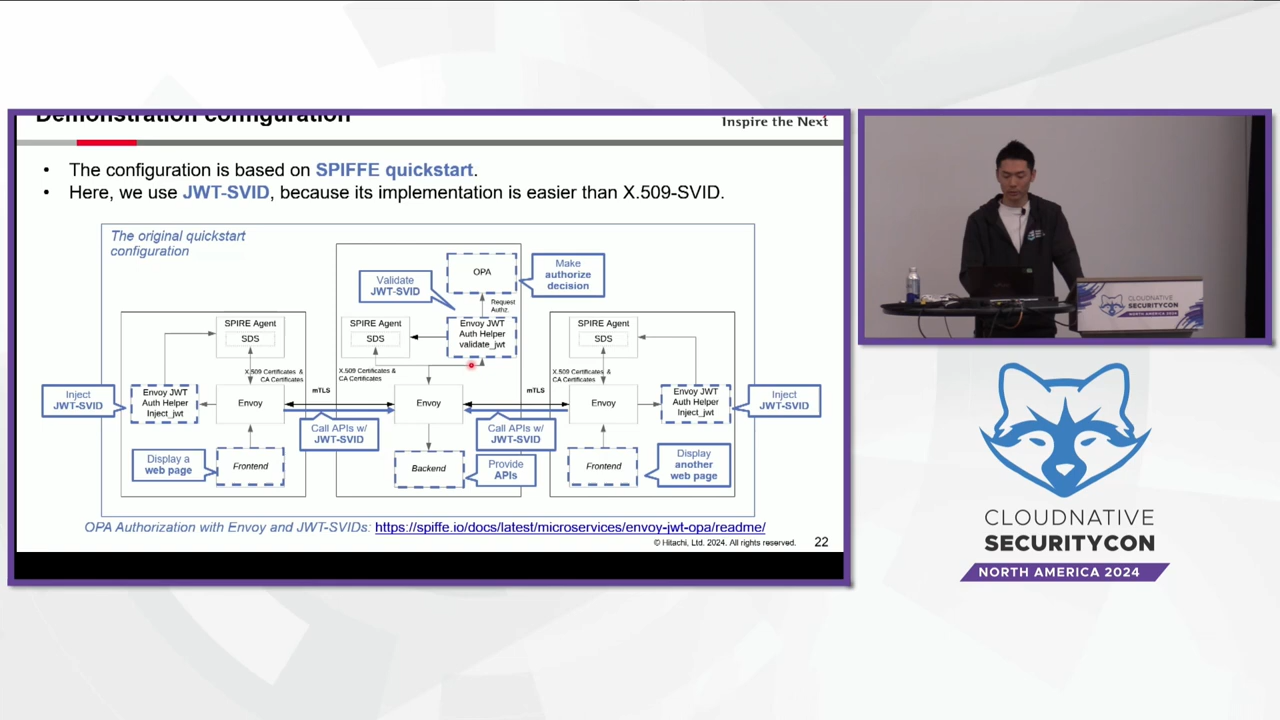 Demonstration configuration
Inspire the Next
• The configuration is based on SPIFFE quickstart.
• Here, we use JWT-SVID, because its implementation is easier than X.509-SVID.
The original quickstart
configuration
Validate
JWT-SVID
OPA
Make
authorize
decision
Request
Authz.
SPIRE Agent
SDS
SPIRE Agent
SDS
Envoy JWT
Auth Helper
validate_jwt
SPIRE Agent
SDS
X.509 Certificates &
CA Certificates
X.509 Certificates &
CA Certificates
X.509 Certificates &
CA Certificates
Inject
JWT-SVID
Envoy JWT
Auth Helper
Inject_jwt
Envoy
mTLS
Envoy
mTLS
Envoy
Envoy JWT
Auth Helper
Inject_jwt
Inject
JWT-SVID
Call APIs w/
JWT-SVID
Call APIs w/
JWT-SVID
Display a
web page
Frontend
Backend
Provide
APIs
Frontend
Display
another
web page
OPA Authorization with Envoy and JWT-SVIDs: https://spiffe.io/docs/latest/microservices/envoy-jwt-opa/readme/
© Hitachi, Ltd. 2024. All rights reserved.
22
CLOUDNATIVE
SECURITYCON
NORTH AMERICA 2024
CLOUDNATIVE
SECURITYCON
NORTH AMERICA 2024